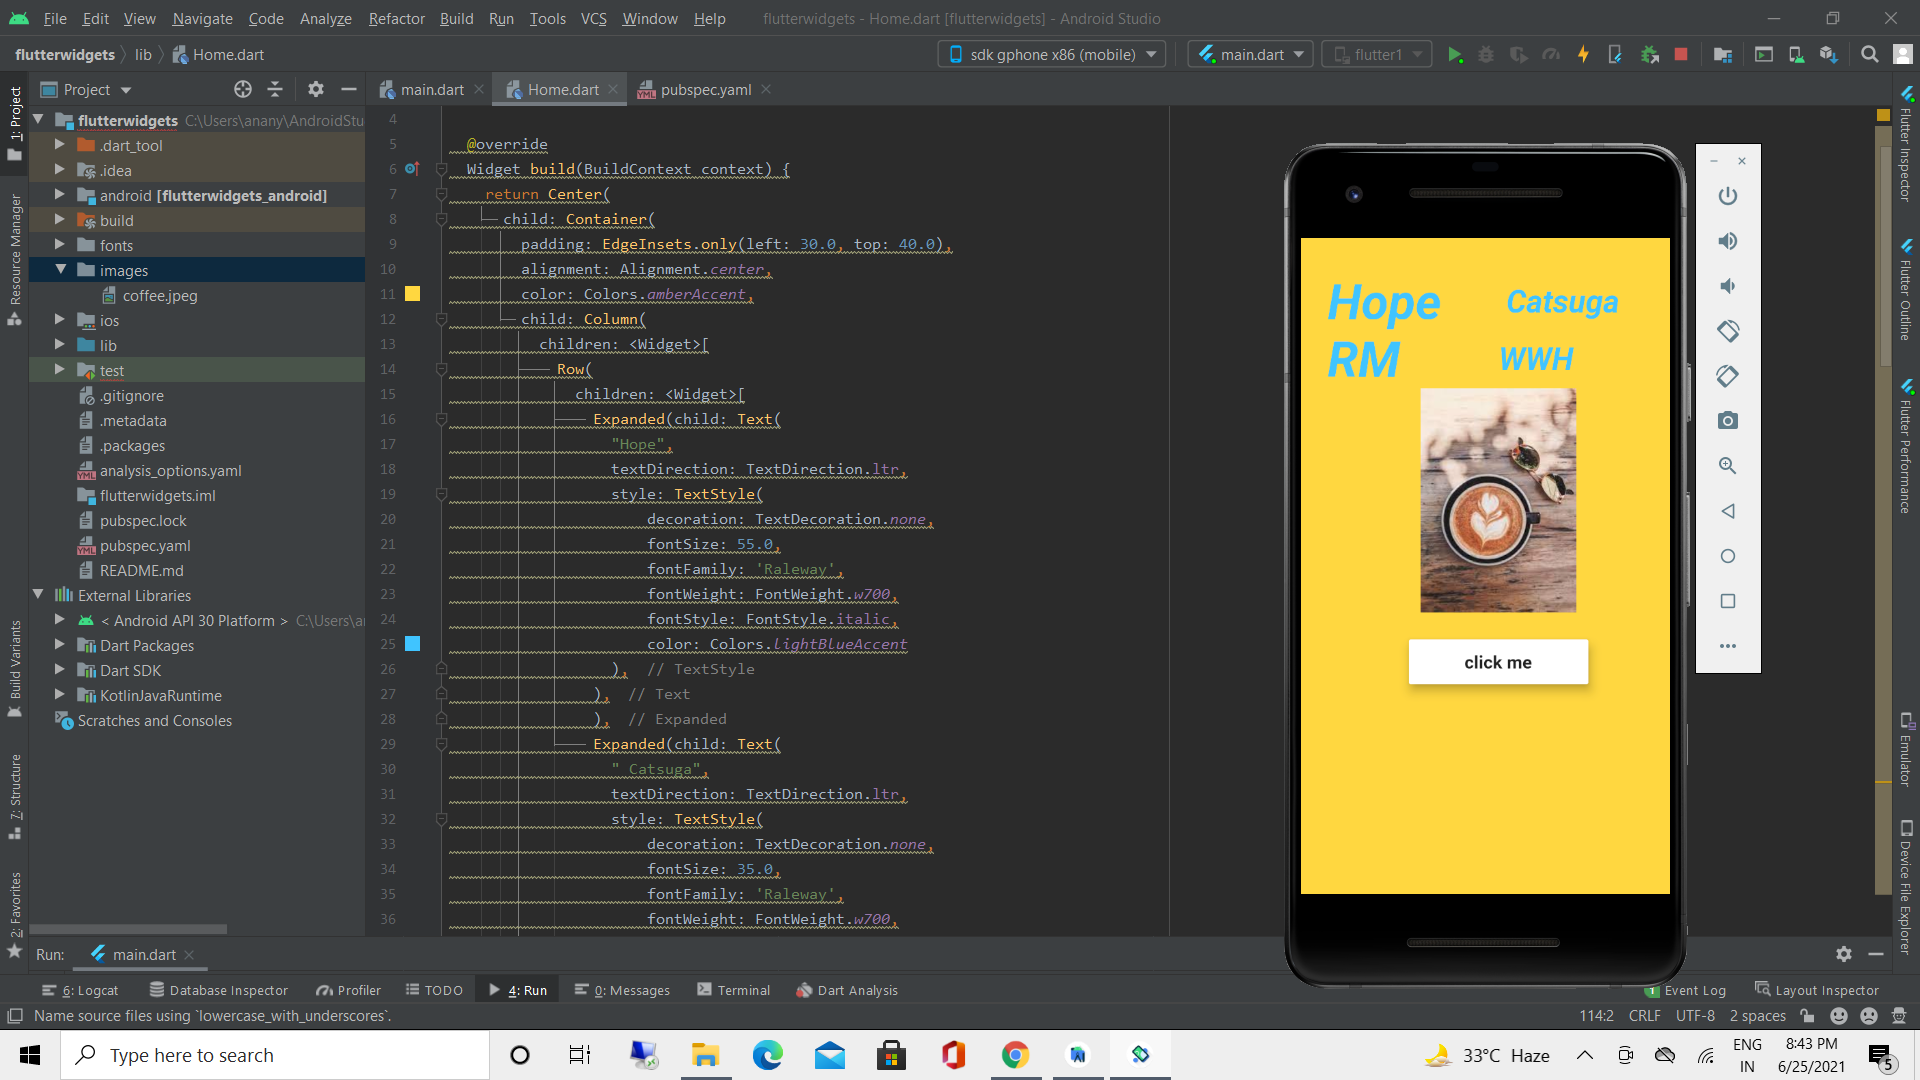 File Edit View Navigate Code Analyze Refactor Build Run Tools VCS Window Help flutterwidgets - Home.dart [flutterwidgets] - Android Studio
flutterwidgets lib Home.dart sdk gphone x86 (mobile) main.dart flutter1
Project main.dart Home.dart pubspec.yaml
flutterwidgets C:\Users\anany\AndroidStu
.dart_tool
.idea
android [flutterwidgets_android]
build
fonts
images
coffee.jpeg
ios
lib
test
.gitignore
.metadata
.packages
analysis_options.yaml
flutterwidgets.iml
pubspec.lock
pubspec.yaml
README.md
External Libraries
< Android API 30 Platform > C:\Users\a
Dart Packages
Dart SDK
KotlinJavaRuntime
Scratches and Consoles
1: Project
Resource Manager
Build Variants
7: Structure
2: Favorites
4
5 @override
6 Widget build(BuildContext context) {
7 return Center(
8 child: Container(
9 padding: EdgeInsets.only(left: 30.0, top: 40.0),
10 alignment: Alignment.center,
11 color: Colors.amberAccent,
12 child: Column(
13 children: <Widget>[
14 Row(
15 children: <Widget>[
16 Expanded(child: Text(
17 "Hope",
18 textDirection: TextDirection.ltr,
19 style: TextStyle(
20 decoration: TextDecoration.none,
21 fontSize: 55.0,
22 fontFamily: 'Raleway',
23 fontWeight: FontWeight.w700,
24 fontStyle: FontStyle.italic,
25 color: Colors.lightBlueAccent
26 ), // TextStyle
27 ), // Text
28 ), // Expanded
29 Expanded(child: Text(
30 " Catsuga",
31 textDirection: TextDirection.ltr,
32 style: TextStyle(
33 decoration: TextDecoration.none,
34 fontSize: 35.0,
35 fontFamily: 'Raleway',
36 fontWeight: FontWeight.w700,
Hope Catsuga
RM WWH
click me
Flutter Inspector
Flutter Outline
Flutter Performance
Emulator
Device File Explorer
Run: main.dart
6: Logcat Database Inspector Profiler TODO 4: Run 0: Messages Terminal Dart Analysis 1 Event Log Layout Inspector
Name source files using `lowercase_with_underscores`. 114:2 CRLF UTF-8 2 spaces
Type here to search 33°C Haze ENG IN 8:43 PM 6/25/2021 5